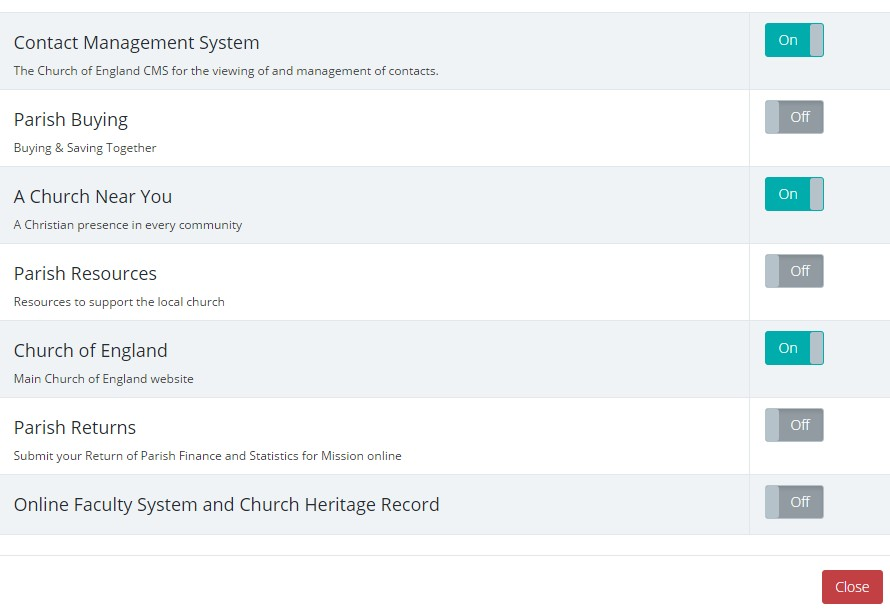 Contact Management System
On
The Church of England CMS for the viewing of and management of contacts.
Parish Buying
Off
Buying & Saving Together
A Church Near You
On
A Christian presence in every community
Parish Resources
Off
Resources to support the local church
Church of England
On
Main Church of England website
Parish Returns
Off
Submit your Return of Parish Finance and Statistics for Mission online
Online Faculty System and Church Heritage Record
Off
Close